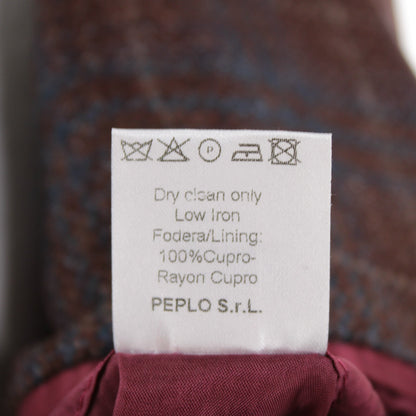 P
Dry clean only
Low Iron
Fodera/Lining:
100%Cupro-
Rayon Cupro
PEPLO S.r.L.